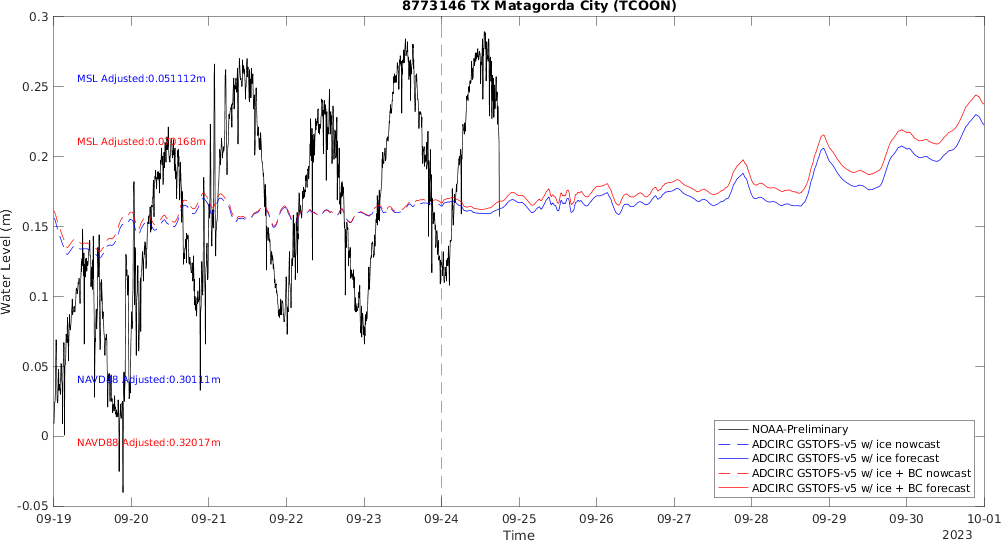 8773146 TX Matagorda City (TCOON)
0.3
0.25
0.2
0.15
0.1
0.05
0
-0.05
Water Level (m)
MSL Adjusted:0.051112m
MSL Adjusted:0.070168m
NAVD88 Adjusted:0.30111m
NAVD88 Adjusted:0.32017m
NOAA-Preliminary
ADCIRC GSTOFS-v5 w/ ice nowcast
ADCIRC GSTOFS-v5 w/ ice forecast
ADCIRC GSTOFS-v5 w/ ice + BC nowcast
ADCIRC GSTOFS-v5 w/ ice + BC forecast
09-19 09-20 09-21 09-22 09-23 09-24 09-25 09-26 09-27 09-28 09-29 09-30 10-01
Time
2023